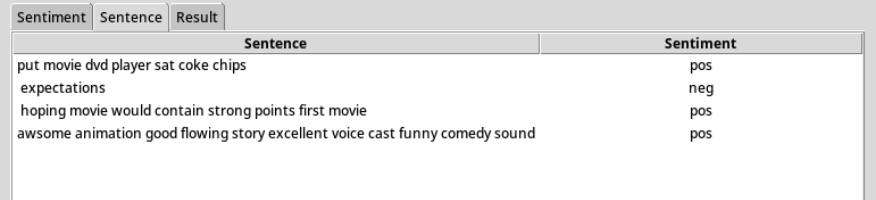 Sentiment Sentence Result
Sentence Sentiment
put movie dvd player sat coke chips pos
expectations neg
hoping movie would contain strong points first movie pos
awsome animation good flowing story excellent voice cast funny comedy sound pos